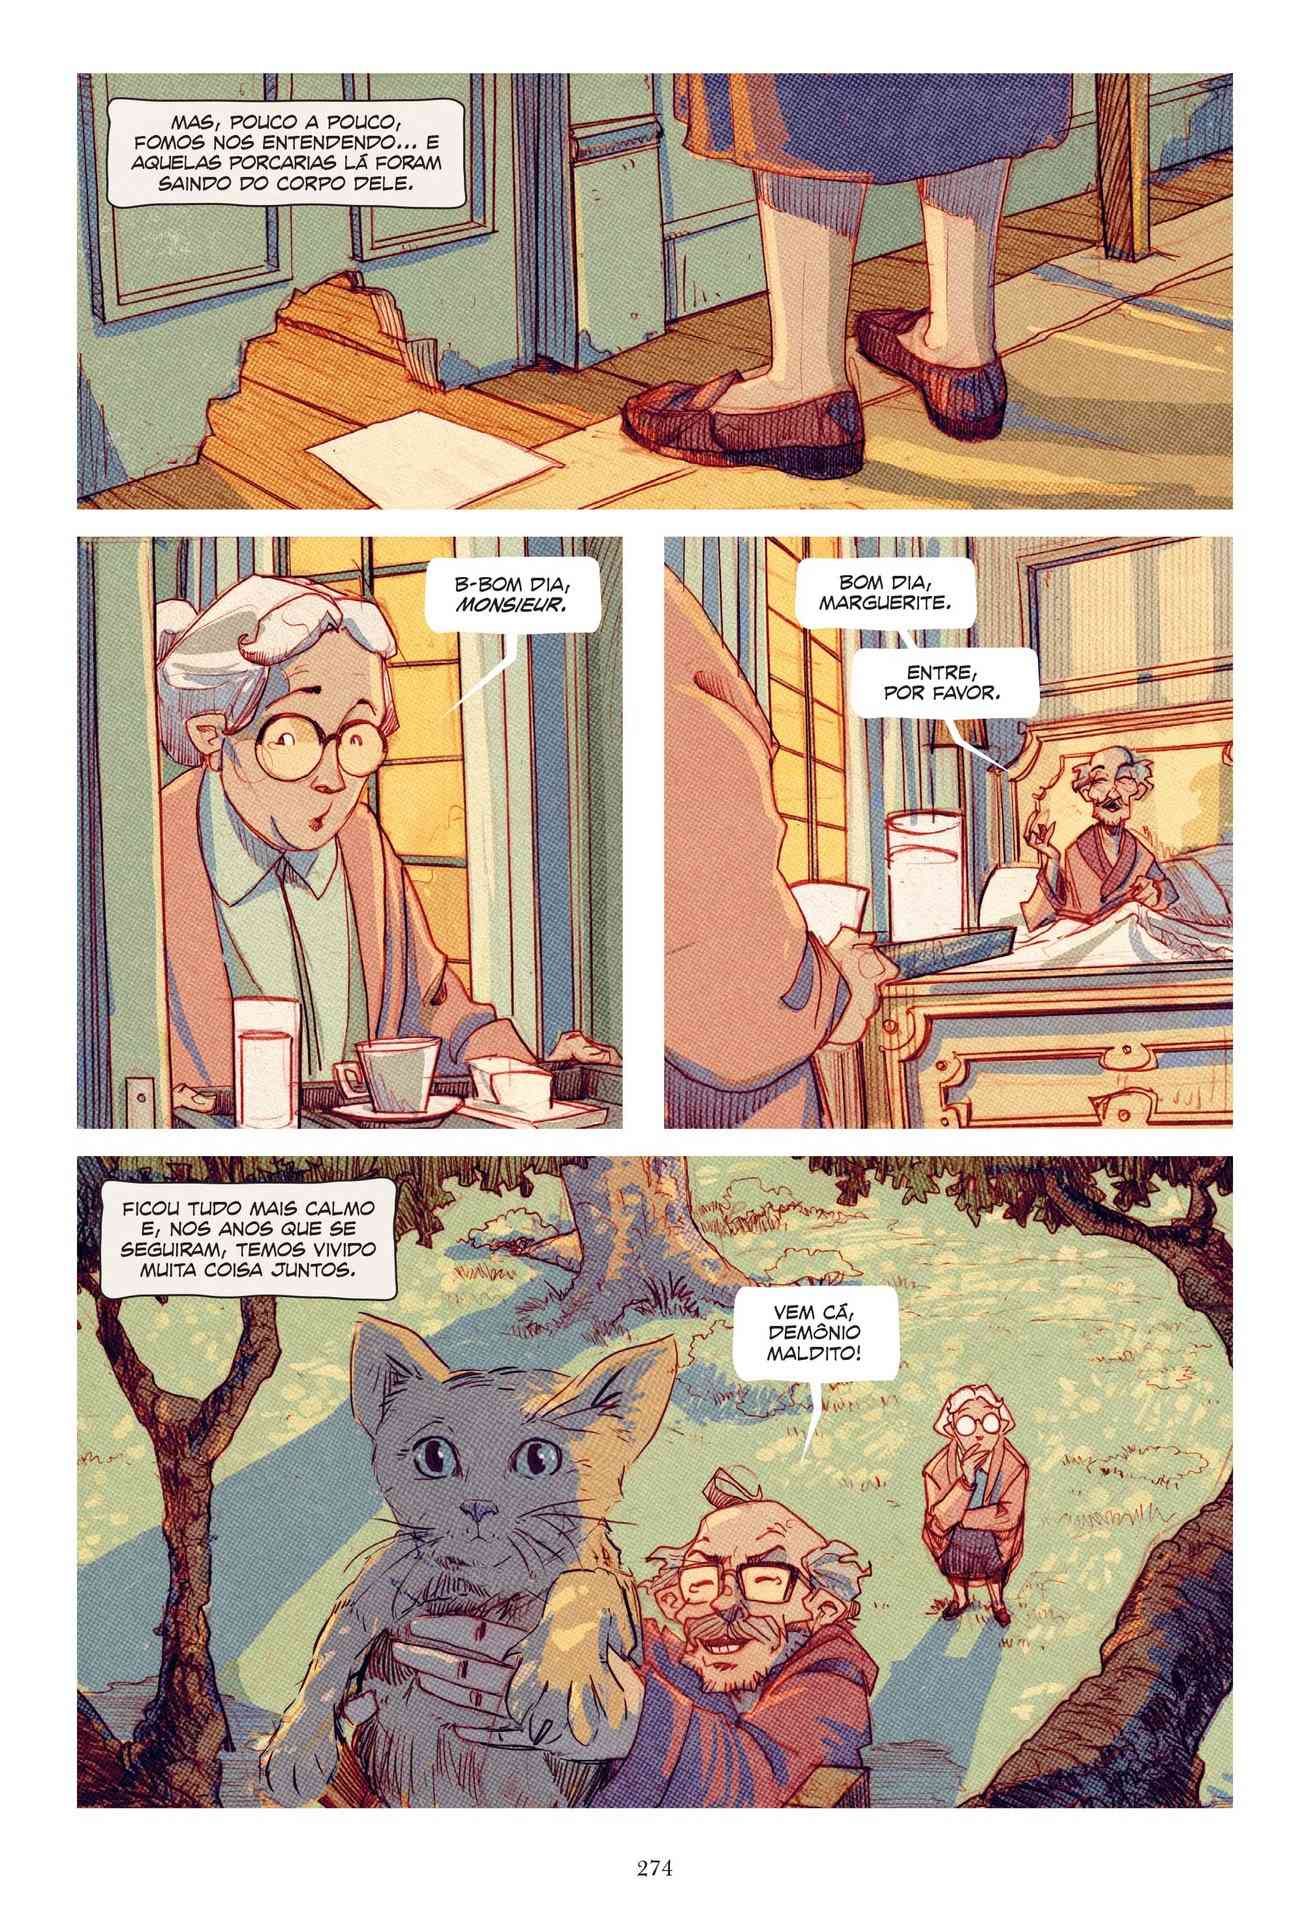 MAS, POUCO A POUCO,
FOMOS NOS ENTENDENDO... E
AQUELAS PORCARIAS LÁ FORAM
SAINDO DO CORPO DELE.
B-BOM DIA,
MONSIEUR.
BOM DIA,
MARGUERITE.
ENTRE,
POR FAVOR.
FICOU TUDO MAIS CALMO
E, NOS ANOS QUE SE
SEGUIRAM, TEMOS VIVIDO
MUITA COISA JUNTOS.
VEM CÁ,
DEMÔNIO
MALDITO!
274